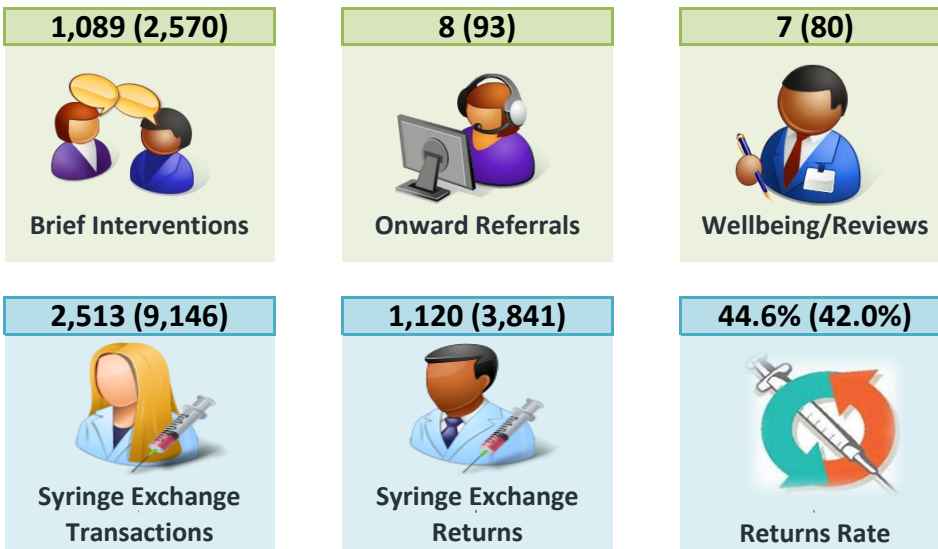 1,089 (2,570)
8 (93)
7 (80)
Brief Interventions
Onward Referrals
Wellbeing/Reviews
2,513 (9,146)
1,120 (3,841)
44.6% (42.0%)
Syringe Exchange
Transactions
Syringe Exchange
Returns
Returns Rate